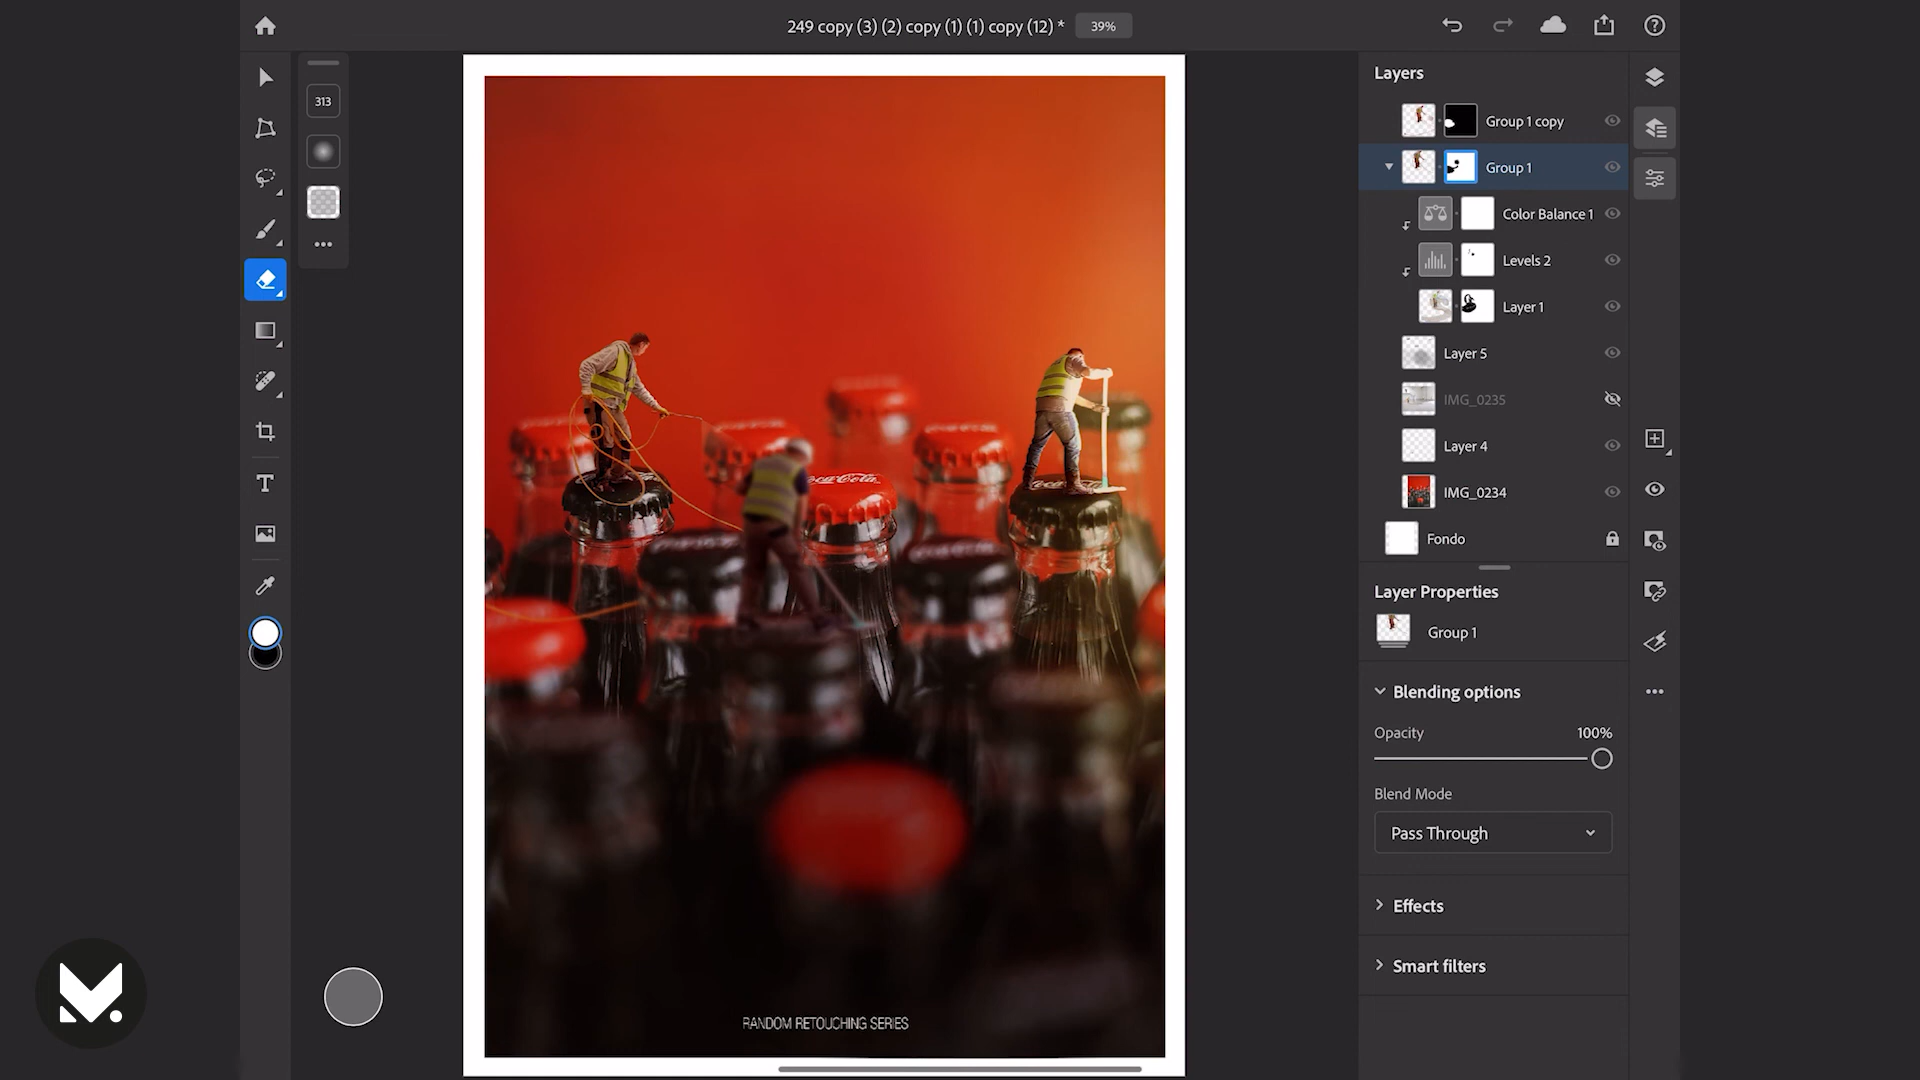 249 copy (3) (2) copy (1) (1) copy (12) *
39%
313
T
Coca-Cola
RANDOM RETOUCHING SERIES
Layers
Group 1 copy
Group 1
Color Balance 1
Levels 2
Layer 1
Layer 5
IMG_0235
Layer 4
IMG_0234
Fondo
Layer Properties
Group 1
Blending options
Opacity
100%
Blend Mode
Pass Through
Effects
Smart filters